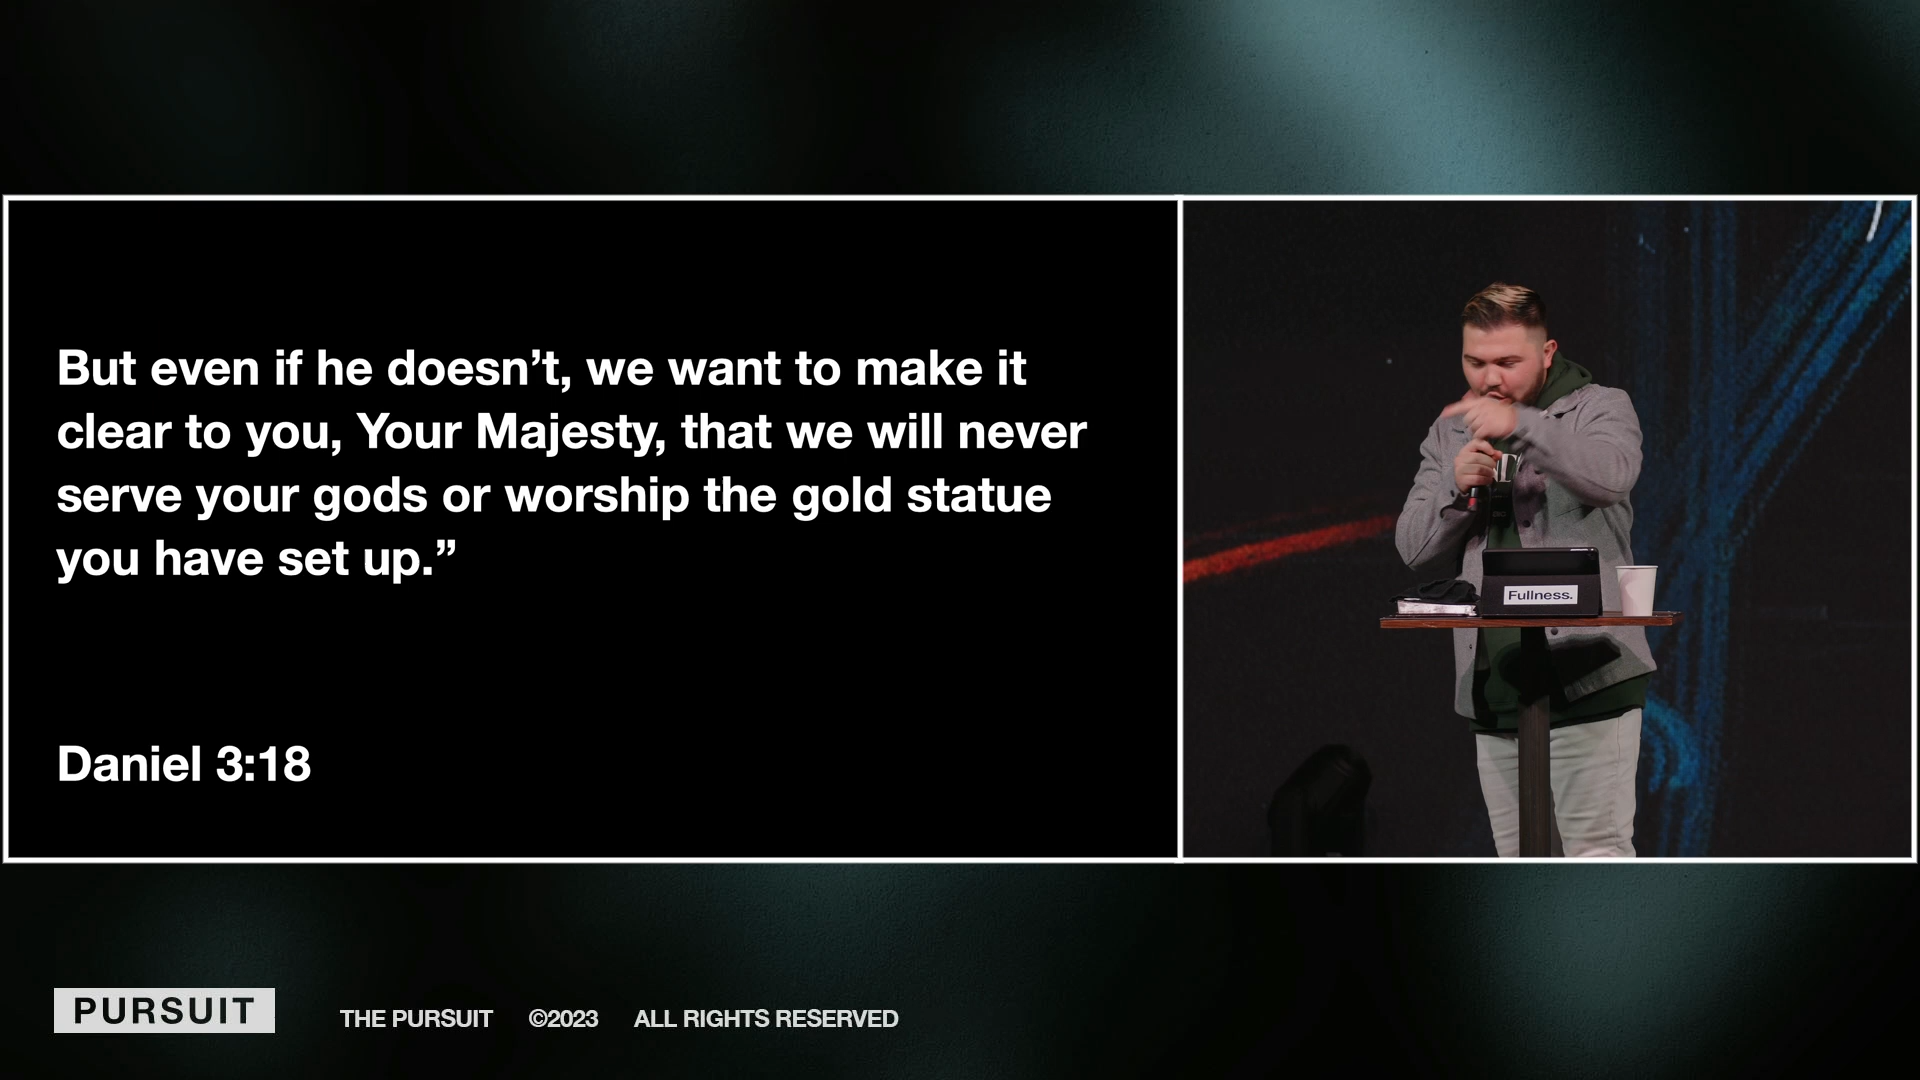 But even if he doesn’t, we want to make it
clear to you, Your Majesty, that we will never
serve your gods or worship the gold statue
you have set up.”
Daniel 3:18
Fullness.
PURSUIT
THE PURSUIT ©2023 ALL RIGHTS RESERVED